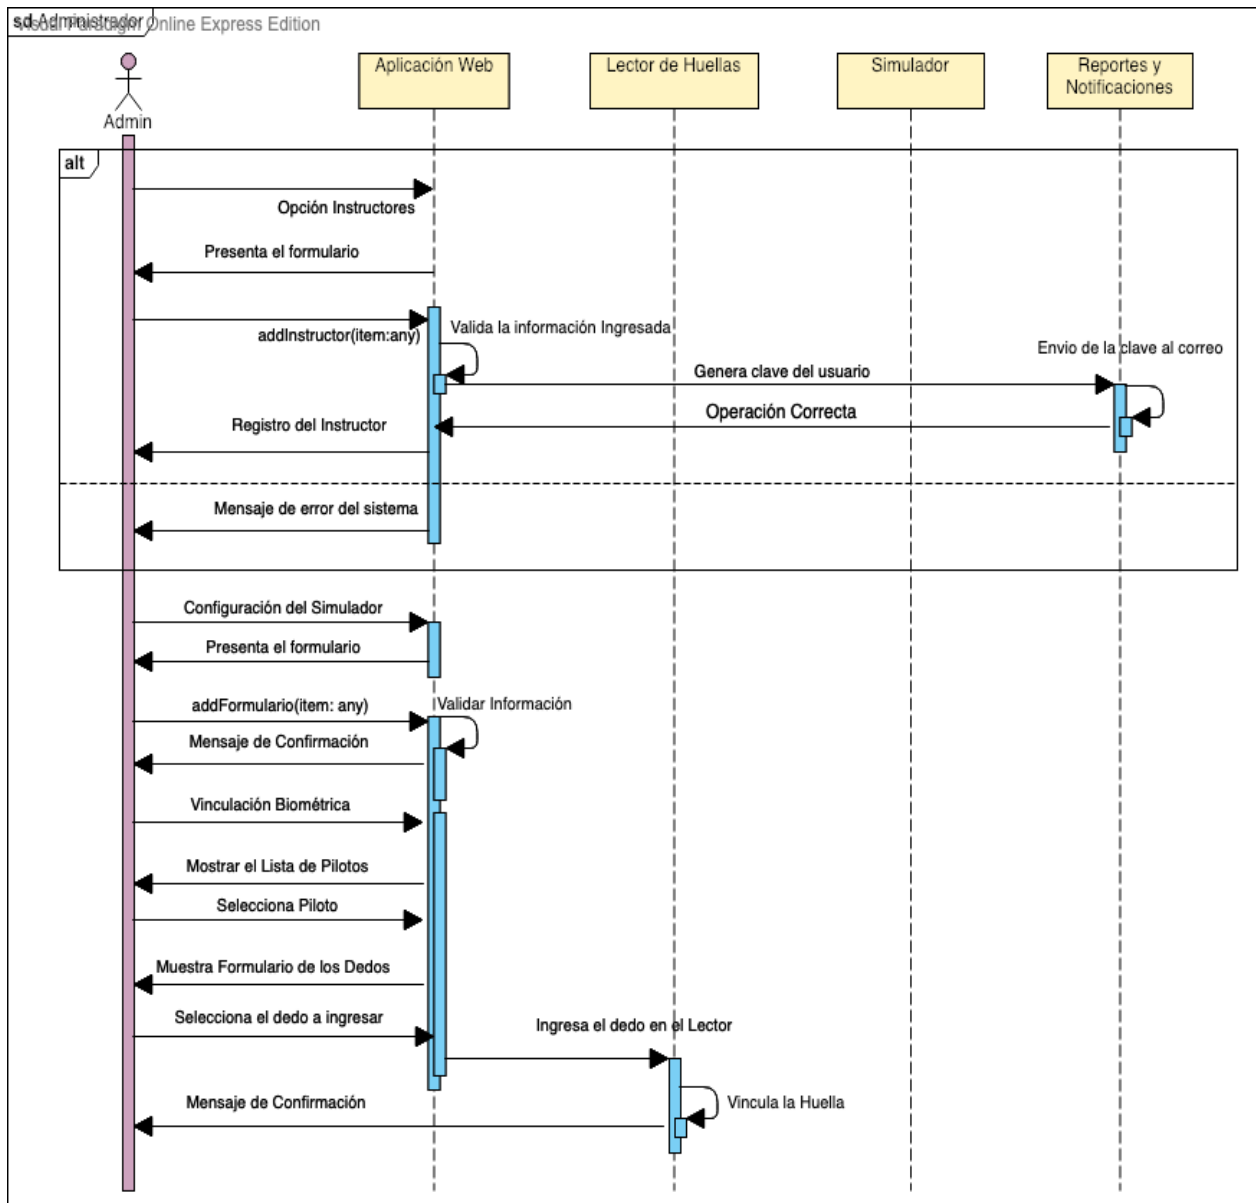 sd Administrador
Visual Paradigm Online Express Edition
Admin
Aplicación Web
Lector de Huellas
Simulador
Reportes y
Notificaciones
alt
Opción Instructores
Presenta el formulario
addInstructor(item:any)
Valida la información Ingresada
Envio de la clave al correo
Genera clave del usuario
Operación Correcta
Registro del Instructor
Mensaje de error del sistema
Configuración del Simulador
Presenta el formulario
addFormulario(item: any)
Validar Información
Mensaje de Confirmación
Vinculación Biométrica
Mostrar el Lista de Pilotos
Selecciona Piloto
Muestra Formulario de los Dedos
Selecciona el dedo a ingresar
Ingresa el dedo en el Lector
Mensaje de Confirmación
Vincula la Huella